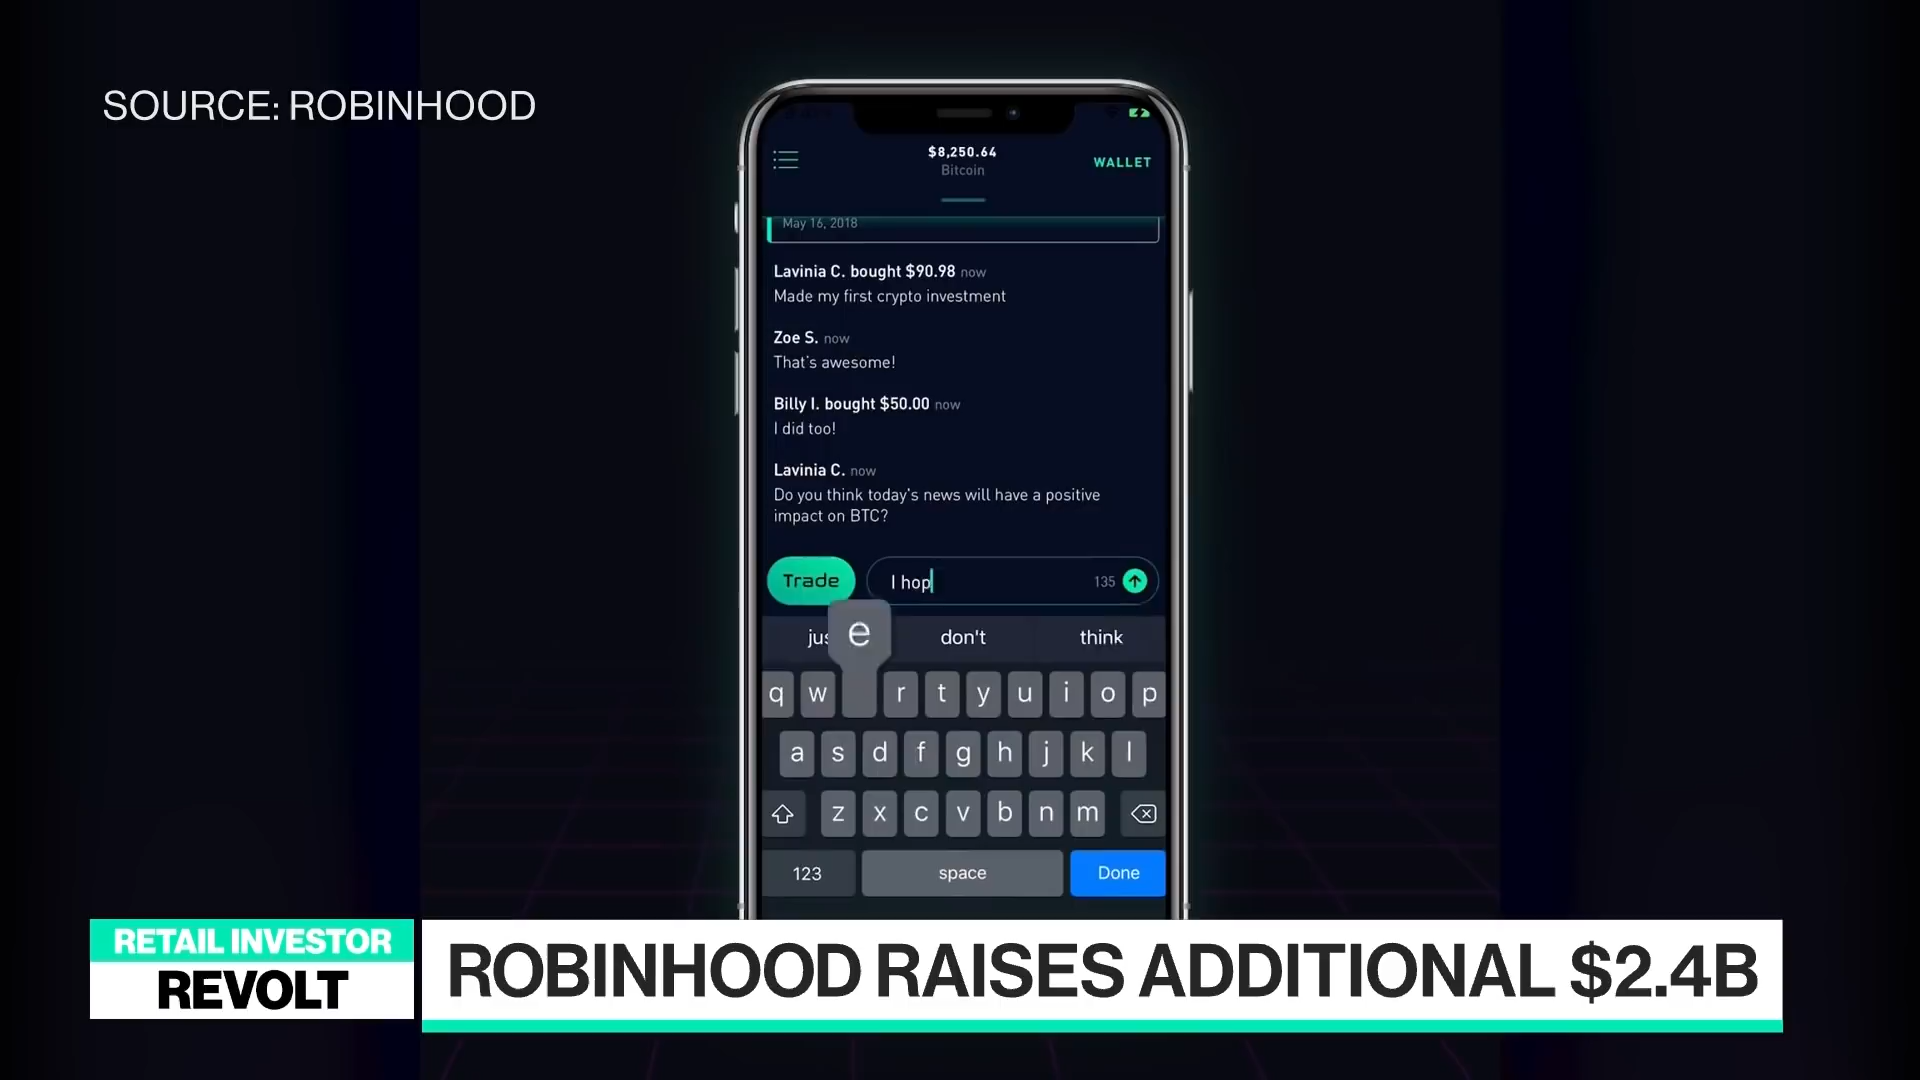 SOURCE: ROBINHOOD
$8,250.64
Bitcoin
WALLET
May 16, 2018
Lavinia C. bought $90.98 now
Made my first crypto investment
Zoe S. now
That's awesome!
Billy I. bought $50.00 now
I did too!
Lavinia C. now
Do you think today's news will have a positive
impact on BTC?
Trade
I hop
135
jus
e
don't
think
q w r t y u i o p
a s d f g h j k l
z x c v b n m
123
space
Done
RETAIL INVESTOR
REVOLT
ROBINHOOD RAISES ADDITIONAL $2.4B